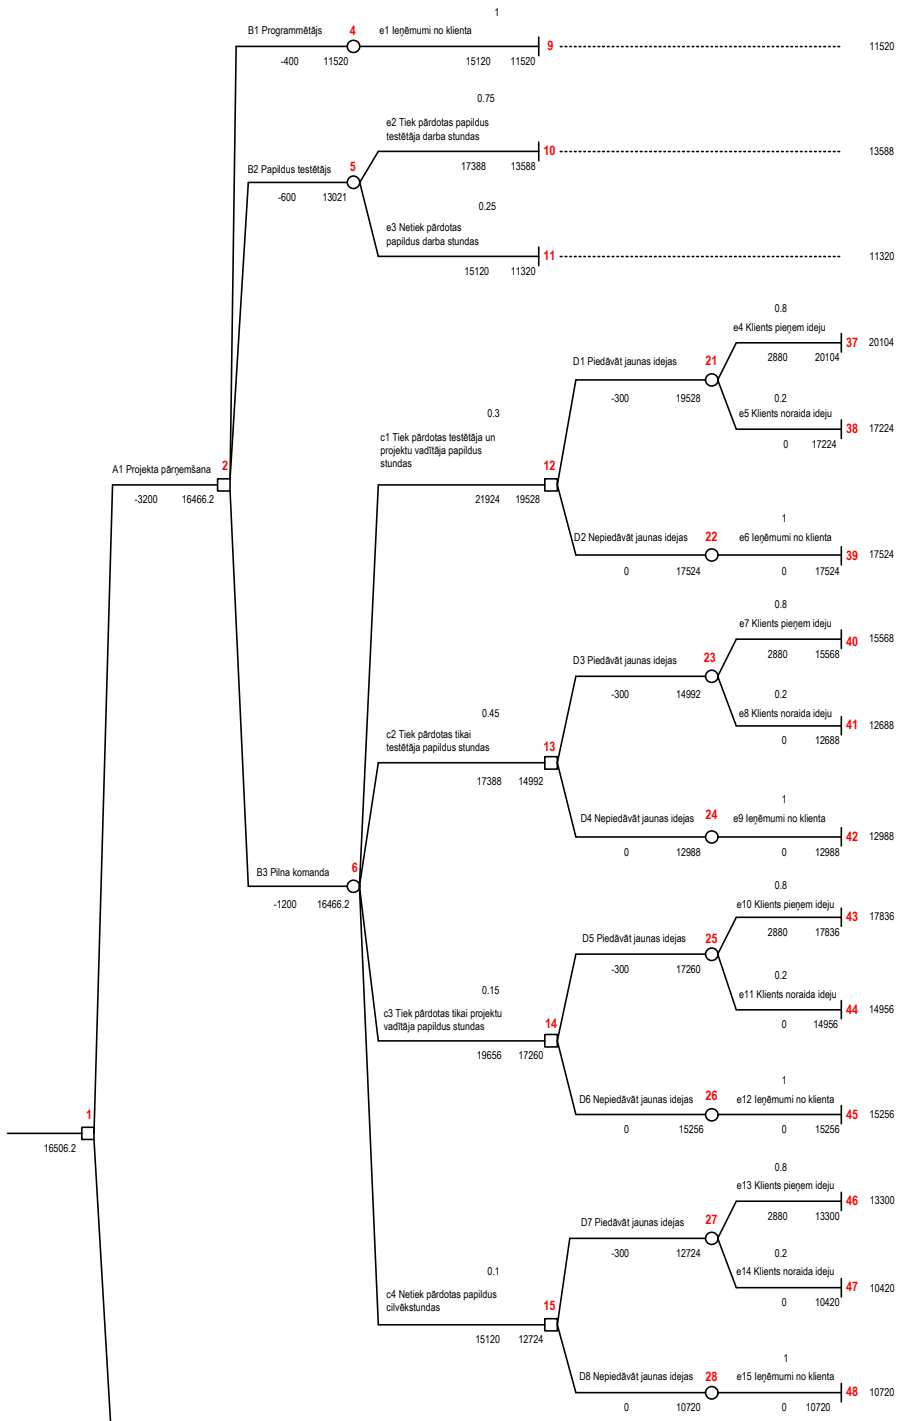 1
B1 Programmētājs 4 e1 Ieņēmumi no klienta
9 11520
-400 11520 15120 11520
0.75
e2 Tiek pārdotas papildus
testētāja darba stundas
10 13588
B2 Papildus testētājs 5
17388 13588
-600 13021
0.25
e3 Netiek pārdotas
papildus darba stundas
11 11320
15120 11320
0.8
e4 Klients pieņem ideju
37 20104
D1 Piedāvāt jaunas idejas 21
2880 20104
-300 19528
0.2
e5 Klients noraida ideju
38 17224
0 17224
0.3
c1 Tiek pārdotas testētāja un
projektu vadītāja papildus
stundas
12
A1 Projekta pārņemšana 2
-3200 16466.2
21924 19528
1
D2 Nepiedāvāt jaunas idejas 22 e6 Ieņēmumi no klienta
39 17524
0 17524 0 17524
0.8
e7 Klients pieņem ideju
40 15568
D3 Piedāvāt jaunas idejas 23
2880 15568
-300 14992
0.2
e8 Klients noraida ideju
41 12688
0 12688
0.45
c2 Tiek pārdotas tikai
testētāja papildus stundas
13
17388 14992
1
D4 Nepiedāvāt jaunas idejas 24 e9 Ieņēmumi no klienta
42 12988
0 12988 0 12988
B3 Pilna komanda 6
-1200 16466.2
0.8
e10 Klients pieņem ideju
43 17836
D5 Piedāvāt jaunas idejas 25
2880 17836
-300 17260
0.2
e11 Klients noraida ideju
44 14956
0 14956
0.15
c3 Tiek pārdotas tikai projektu
vadītāja papildus stundas
14
19656 17260
1
D6 Nepiedāvāt jaunas idejas 26 e12 Ieņēmumi no klienta
45 15256
0 15256 0 15256
1
16506.2
0.8
e13 Klients pieņem ideju
46 13300
D7 Piedāvāt jaunas idejas 27
2880 13300
-300 12724
0.2
e14 Klients noraida ideju
47 10420
0 10420
0.1
c4 Netiek pārdotas papildus
cilvēkstundas
15
15120 12724
1
D8 Nepiedāvāt jaunas idejas 28 e15 Ieņēmumi no klienta
48 10720
0 10720 0 10720